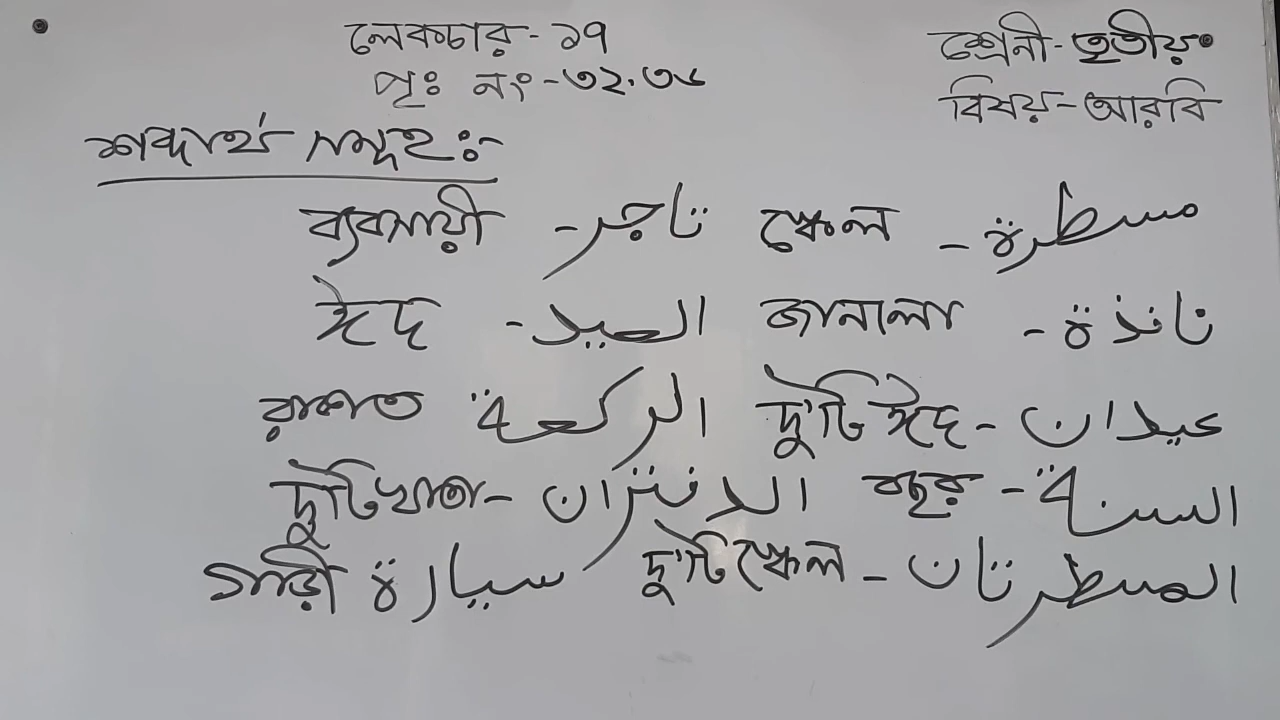 লেকচার-১৭
পৃঃ নং-৩২.৩৬
শ্রেনী-তৃতীয়
বিষয়-আরবি
শব্দার্থ সমূহঃ-
مسطرة - স্কেল تاجر - ব্যবসায়ী
نافذة - জানালা العيد - ঈদ
عيدان - দু'টি ঈদ الركعة রাকাত
السنة - বছর الدفتران - দু'টি খাতা
المسطرتان - দু'টি স্কেল سيارة গাড়ী